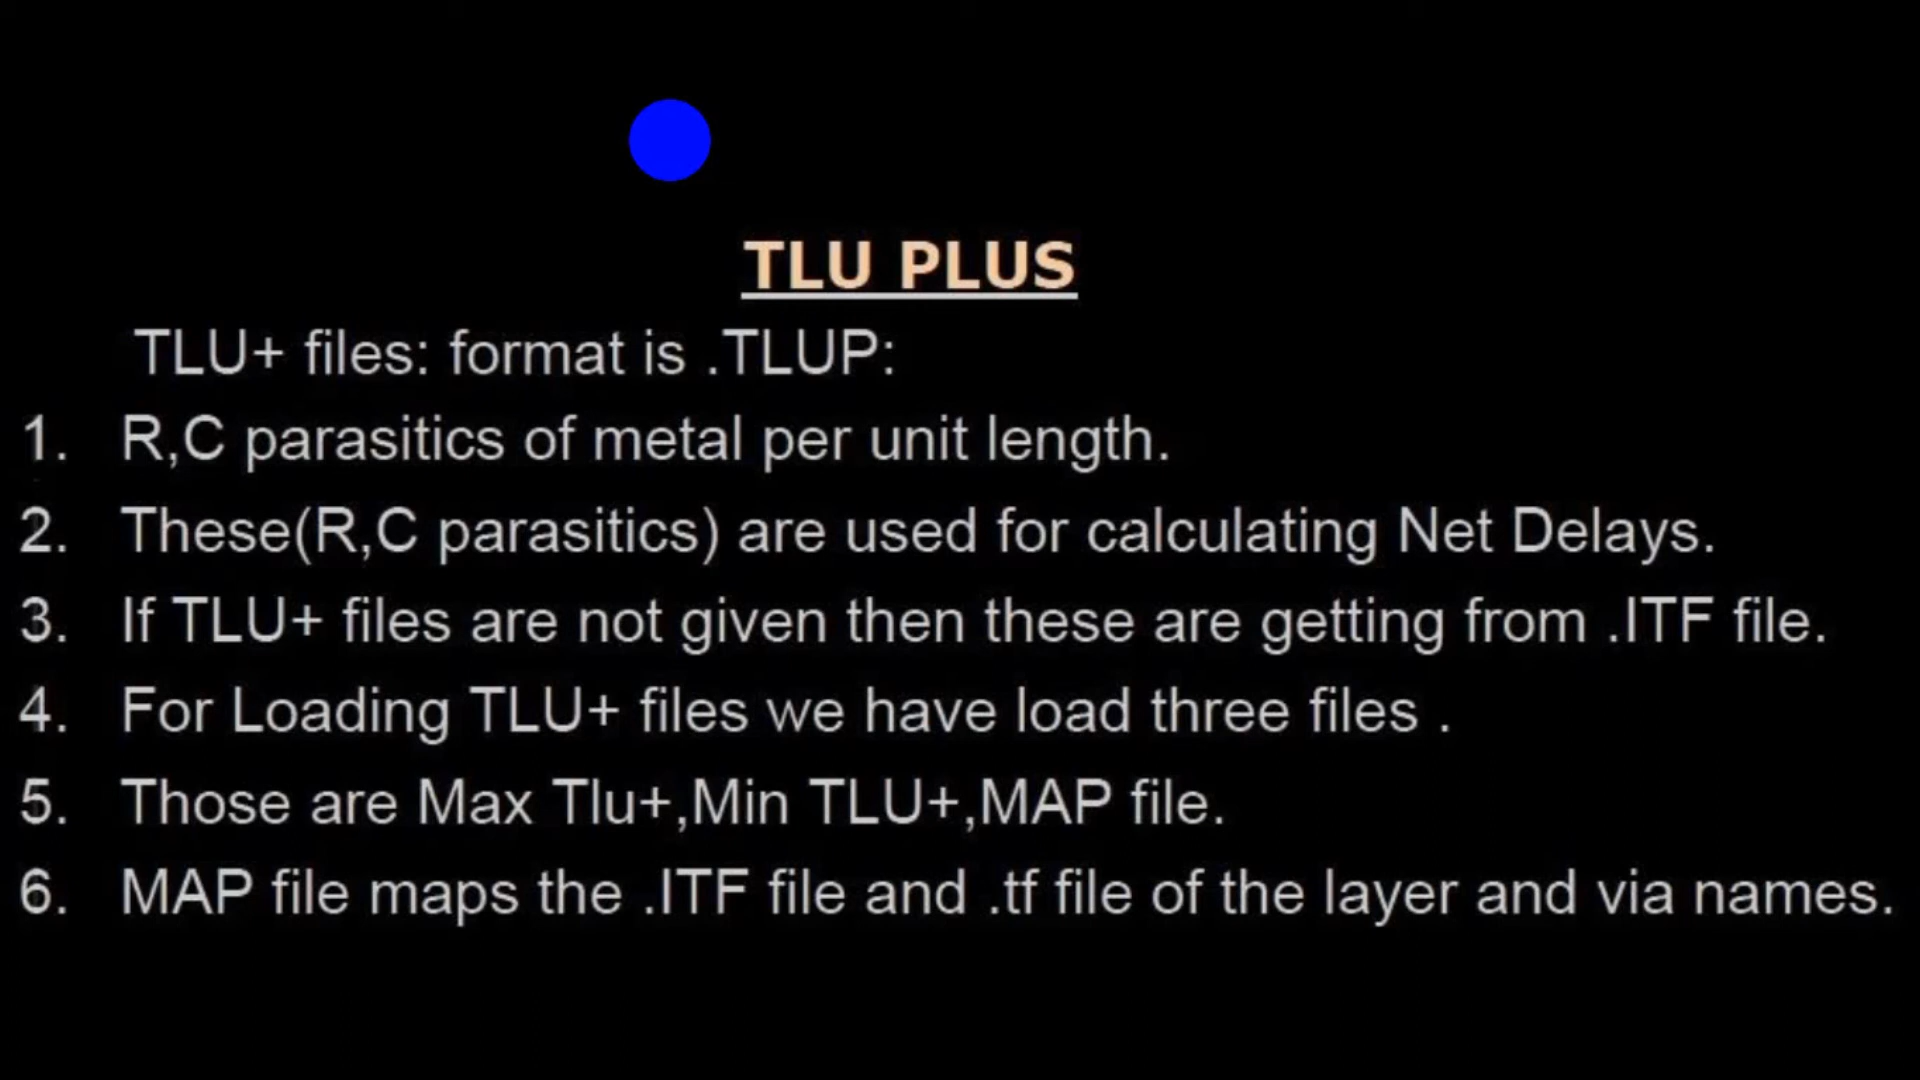 TLU PLUS
TLU+ files: format is .TLUP:
1. R,C parasitics of metal per unit length.
2. These(R,C parasitics) are used for calculating Net Delays.
3. If TLU+ files are not given then these are getting from .ITF file.
4. For Loading TLU+ files we have load three files .
5. Those are Max Tlu+,Min TLU+,MAP file.
6. MAP file maps the .ITF file and .tf file of the layer and via names.